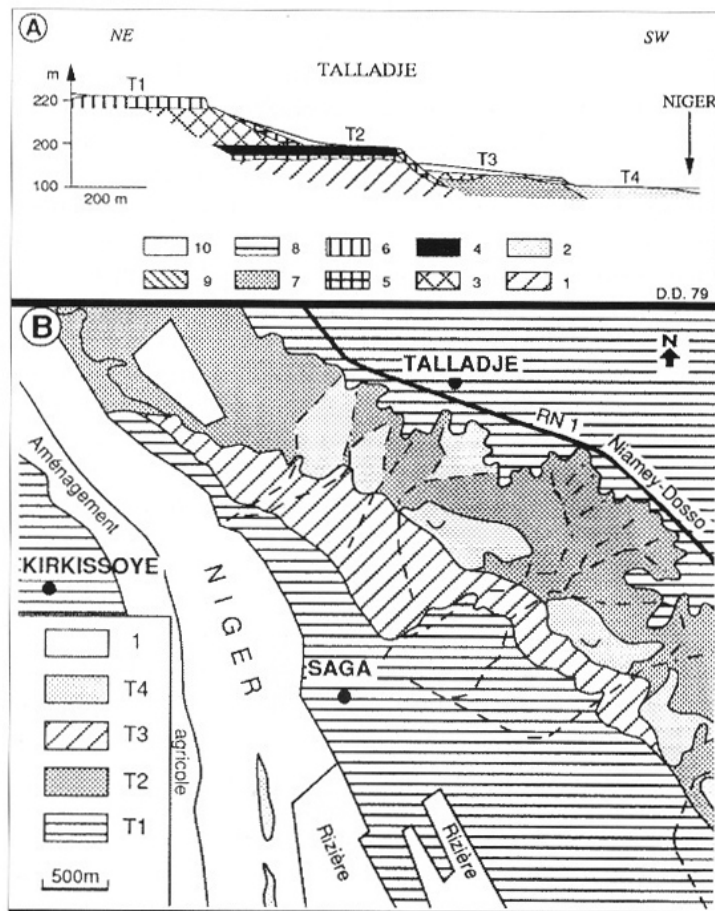 A
NE
SW
TALLADJE
m
T1
220
NIGER
T2
200
T3
T4
100
200 m
10 8 6 4 2
9 7 5 3 1
D.D. 79
B
N
TALLADJE
RN 1
Niamey-Dosso
Aménagement
KIRKISSOYE
NIGER
SAGA
1
T4
T3
agricole
T2
T1
500m
Rizière
Rizière